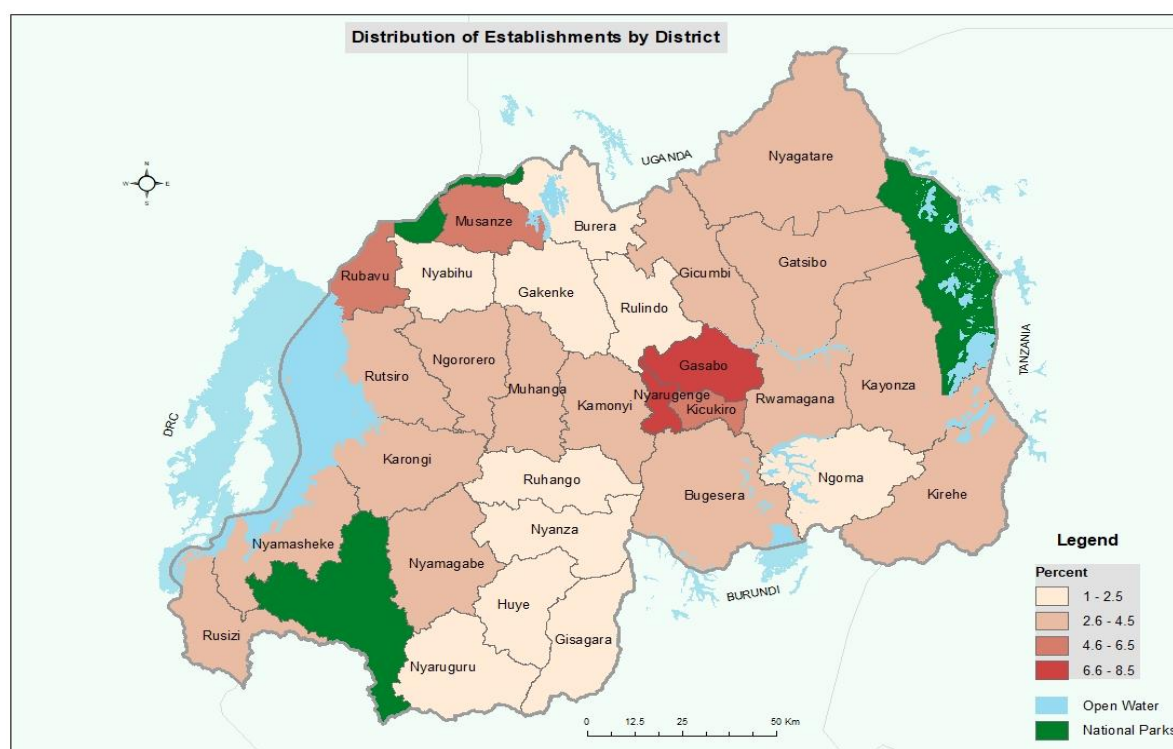 Distribution of Establishments by District
N
W E
S
UGANDA
Nyagatare
Musanze
Burera
Gatsibo
Gicumbi
Rubavu
Nyabihu
Gakenke
Rulindo
TANZANIA
Ngororero
Gasabo
Rutsiro
Muhanga
Kayonza
Kamonyi
Nyarugenge
Kicukiro
Rwamagana
DRC
Karongi
Ruhango
Ngoma
Bugesera
Kirehe
Nyanza
Nyamasheke
Nyamagabe
Huye
BURUNDI
Rusizi
Gisagara
Nyaruguru
0 12.5 25 50 Km
Legend
Percent
1 - 2.5
2.6 - 4.5
4.6 - 6.5
6.6 - 8.5
Open Water
National Parks